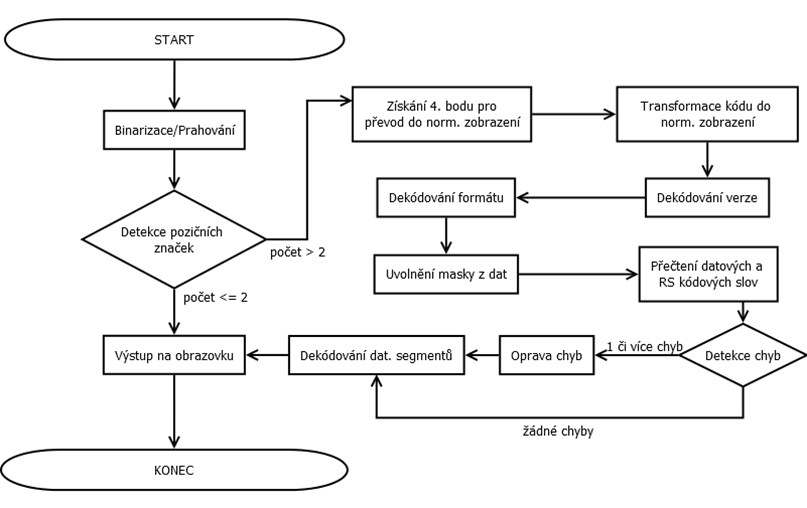 START
Binarizace/Prahování
Detekce pozičních
značek
počet > 2
počet <= 2
Získání 4. bodu pro
převod do norm. zobrazení
Transformace kódu do
norm. zobrazení
Dekódování verze
Dekódování formátu
Uvolnění masky z dat
Přečtení datových a
RS kódových slov
Detekce chyb
1 či více chyb
Oprava chyb
žádné chyby
Dekódování dat. segmentů
Výstup na obrazovku
KONEC